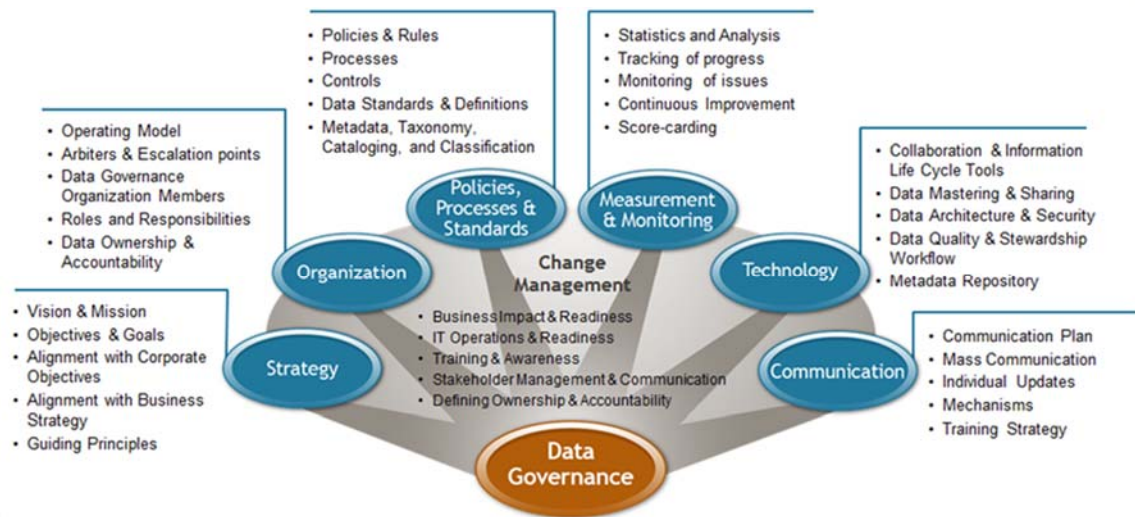 • Policies & Rules
• Processes
• Controls
• Data Standards & Definitions
• Metadata, Taxonomy,
Cataloging, and Classification
• Statistics and Analysis
• Tracking of progress
• Monitoring of issues
• Continuous Improvement
• Score-carding
• Operating Model
• Arbiters & Escalation points
• Data Governance
Organization Members
• Roles and Responsibilities
• Data Ownership &
Accountability
• Collaboration & Information
Life Cycle Tools
• Data Mastering & Sharing
• Data Architecture & Security
• Data Quality & Stewardship
Workflow
• Metadata Repository
Policies,
Processes &
Standards
Measurement
& Monitoring
Organization
Technology
Change
Management
• Business Impact & Readiness
• IT Operations & Readiness
• Training & Awareness
• Stakeholder Management & Communication
• Defining Ownership & Accountability
• Vision & Mission
• Objectives & Goals
• Alignment with Corporate
Objectives
• Alignment with Business
Strategy
• Guiding Principles
Strategy
Communication
• Communication Plan
• Mass Communication
• Individual Updates
• Mechanisms
• Training Strategy
Data
Governance